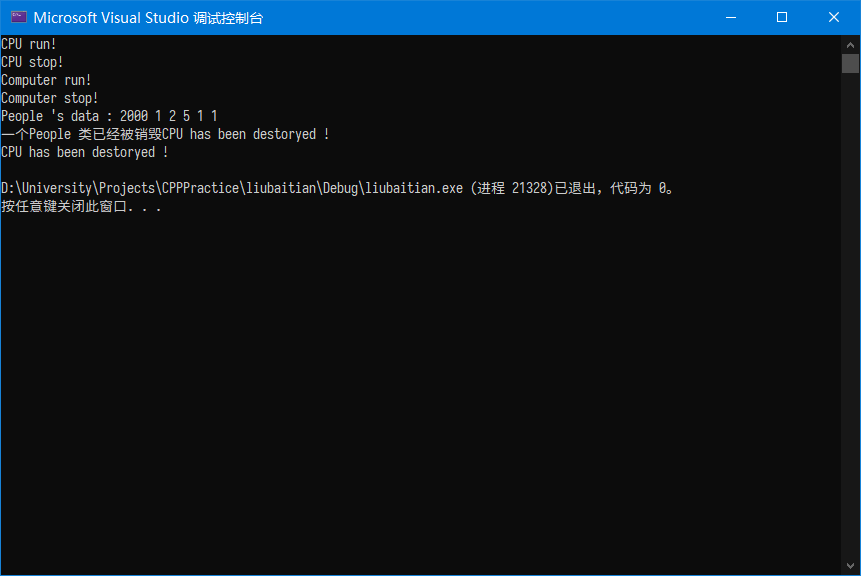 Microsoft Visual Studio 调试控制台
CPU run!
CPU stop!
Computer run!
Computer stop!
People 's data : 2000 1 2 5 1 1
一个People 类已经被销毁CPU has been destoryed !
CPU has been destoryed !
D:\University\Projects\CPPPractice\liubaitian\Debug\liubaitian.exe (进程 21328)已退出，代码为 0。
按任意键关闭此窗口. . .